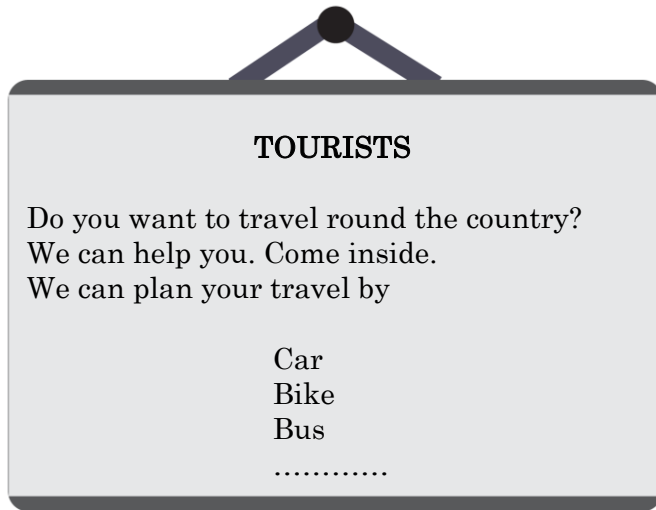 TOURISTS
Do you want to travel round the country?
We can help you. Come inside.
We can plan your travel by
Car
Bike
Bus
............